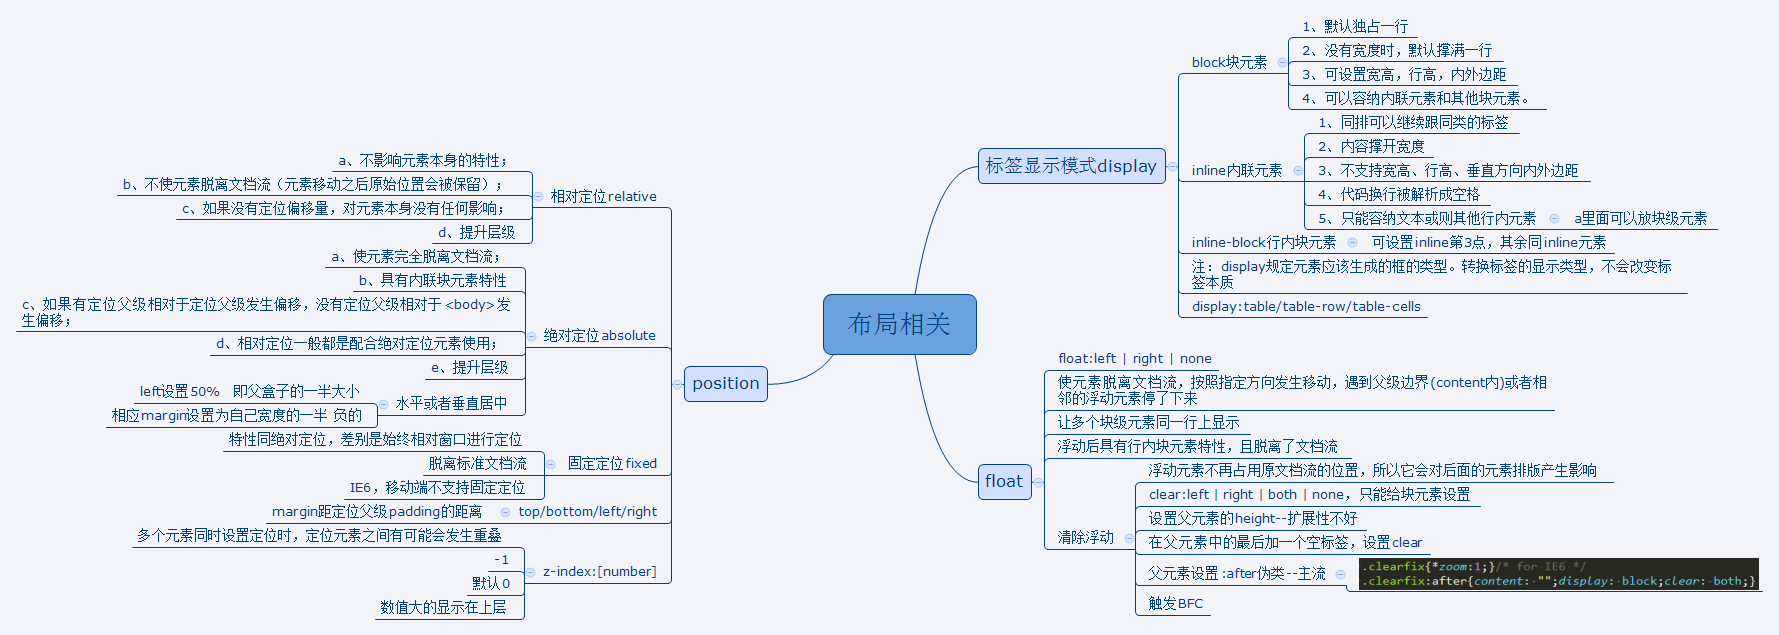 布局相关
标签显示模式display
block块元素
1、默认独占一行
2、没有宽度时，默认撑满一行
3、可设置宽高，行高，内外边距
4、可以容纳内联元素和其他块元素。
inline内联元素
1、同排可以继续跟同类的标签
2、内容撑开宽度
3、不支持宽高、行高、垂直方向内外边距
4、代码换行被解析成空格
5、只能容纳文本或则其他行内元素
a里面可以放块级元素
inline-block行内块元素
可设置inline第3点，其余同inline元素
注：display规定元素应该生成的框的类型。转换标签的显示类型，不会改变标
签本质
display:table/table-row/table-cells
float
float:left | right | none
使元素脱离文档流，按照指定方向发生移动，遇到父级边界(content内)或者相
邻的浮动元素停了下来
让多个块级元素同一行上显示
浮动后具有行内块元素特性，且脱离了文档流
清除浮动
浮动元素不再占用原文档流的位置，所以它会对后面的元素排版产生影响
clear:left | right | both | none，只能给块元素设置
设置父元素的height--扩展性不好
在父元素中的最后加一个空标签，设置clear
父元素设置:after伪类--主流
.clearfix{*zoom:1;}/* for IE6 */
.clearfix:after{content: "";display: block;clear: both;}
触发BFC
position
相对定位relative
a、不影响元素本身的特性；
b、不使元素脱离文档流（元素移动之后原始位置会被保留）；
c、如果没有定位偏移量，对元素本身没有任何影响；
d、提升层级
绝对定位absolute
a、使元素完全脱离文档流；
b、具有内联块元素特性
c、如果有定位父级相对于定位父级发生偏移，没有定位父级相对于 <body>发
生偏移；
d、相对定位一般都是配合绝对定位元素使用；
e、提升层级
水平或者垂直居中
left设置50%　即父盒子的一半大小
相应margin设置为自己宽度的一半 负的
固定定位fixed
特性同绝对定位，差别是始终相对窗口进行定位
脱离标准文档流
IE6，移动端不支持固定定位
top/bottom/left/right
margin距定位父级padding的距离
z-index:[number]
多个元素同时设置定位时，定位元素之间有可能会发生重叠
-1
默认0
数值大的显示在上层